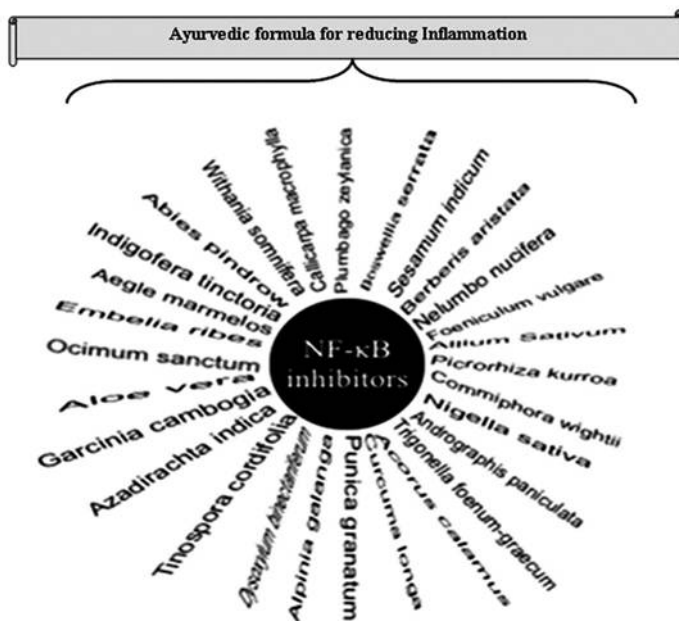 Ayurvedic formula for reducing Inflammation
NF-κB
inhibitors
Plumbago zeylanica
Boswellia serrata
Sesamum indicum
Berberis aristata
Nelumbo nucifera
Foeniculum vulgare
Allium Sativum
Picrorhiza kurroa
Commiphora wightii
Nigella sativa
Andrographis paniculata
Trigonella foenum-graecum
Acorus calamus
Curcuma longa
Punica granatum
Alpinia galanga
Dysoxylum binectariferum
Tinospora cordifolia
Azadirachta indica
Garcinia cambogia
Aloe vera
Ocimum sanctum
Embelia ribes
Aegle marmelos
Indigofera tinctoria
Abies pindrow
Withania somnifera
Callicarpa macrophylla